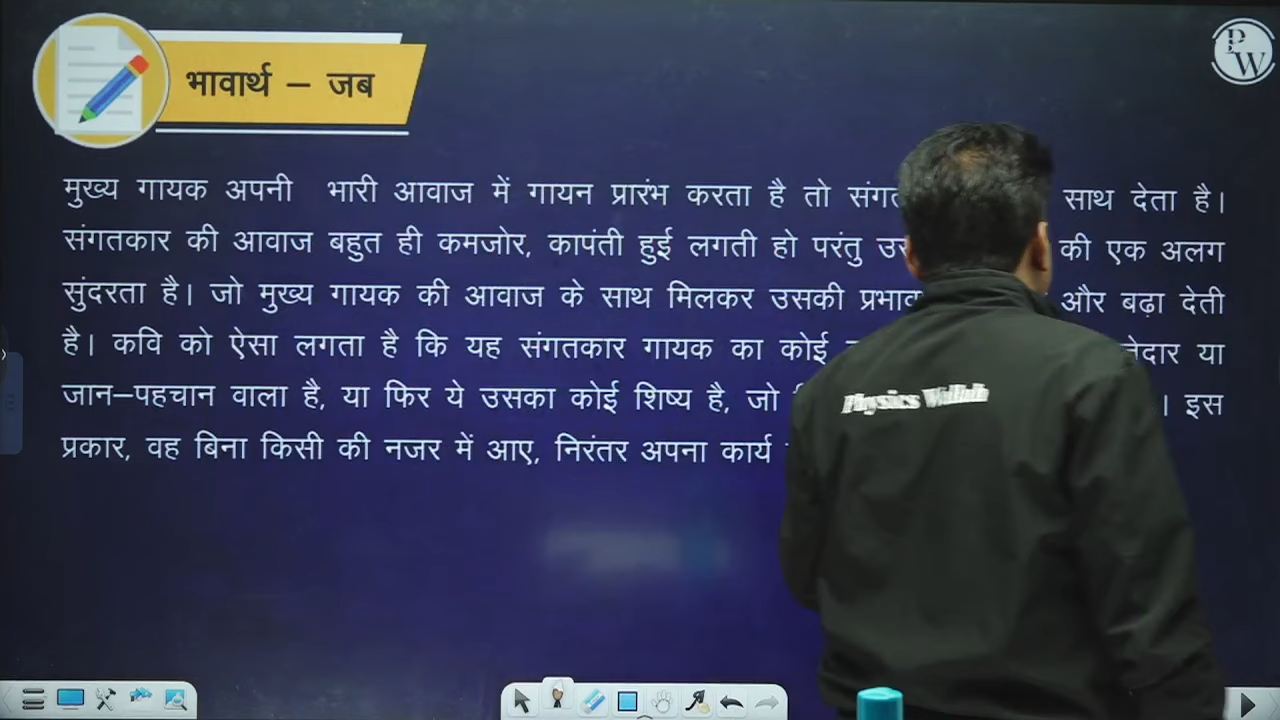 भावार्थ – जब
PW
मुख्य गायक अपनी भारी आवाज में गायन प्रारंभ करता है तो साथ देता है।
संगतकार की आवाज बहुत ही कमजोर, कापंती हुई लगती हो परंतु की एक अलग
सुंदरता है। जो मुख्य गायक की आवाज के साथ मिलकर उसकी और बढ़ा देती
है। कवि को ऐसा लगता है कि यह संगतकार गायक का कोई या
जान–पहचान वाला है, या फिर ये उसका कोई शिष्य है, जो । इस
प्रकार, वह बिना किसी की नजर में आए, निरंतर अपना कार्य
Physics Wallah